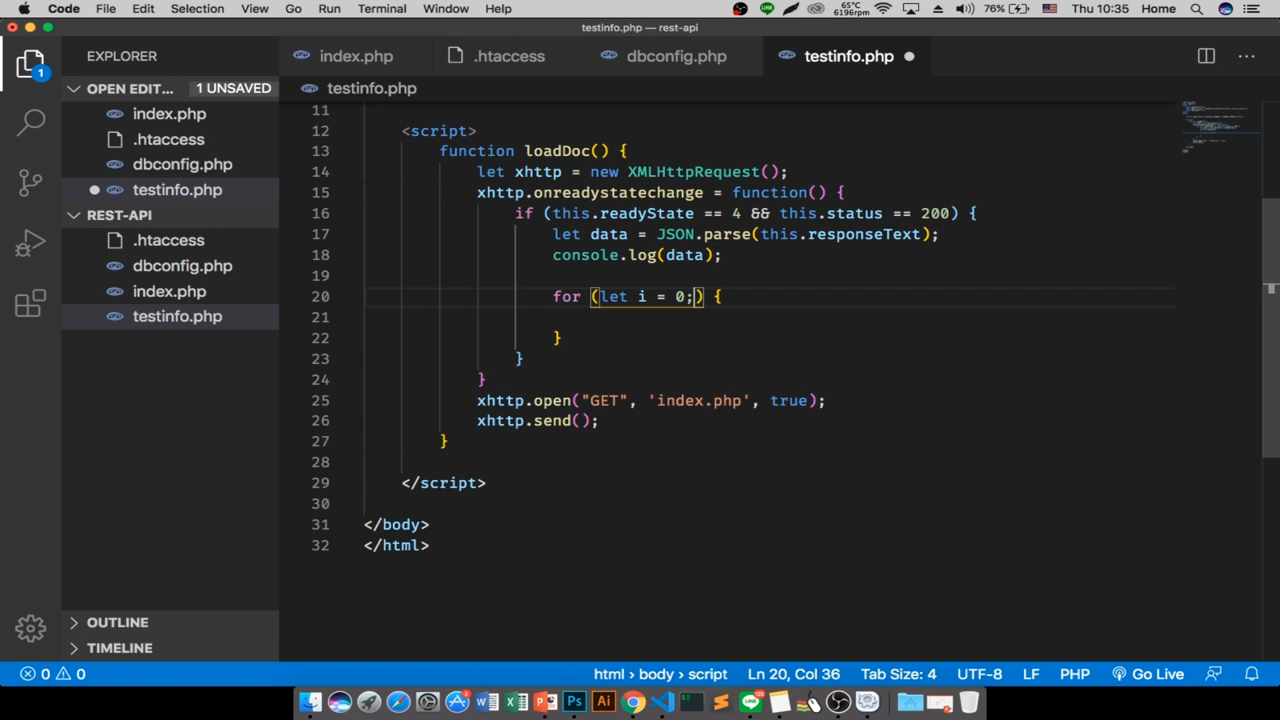 Code File Edit Selection View Go Run Terminal Window Help 65°C 6196rpm 76% Thu 10:35 Home
testinfo.php — rest-api
EXPLORER
index.php .htaccess dbconfig.php testinfo.php
1
OPEN EDIT... 1 UNSAVED
testinfo.php
index.php
.htaccess
dbconfig.php
testinfo.php
REST-API
.htaccess
dbconfig.php
index.php
testinfo.php
OUTLINE
TIMELINE
11
12 <script>
13 function loadDoc() {
14 let xhttp = new XMLHttpRequest();
15 xhttp.onreadystatechange = function() {
16 if (this.readyState == 4 && this.status == 200) {
17 let data = JSON.parse(this.responseText);
18 console.log(data);
19
20 for (let i = 0;) {
21
22 }
23 }
24 }
25 xhttp.open("GET", 'index.php', true);
26 xhttp.send();
27 }
28
29 </script>
30
31 </body>
32 </html>
0 0 html › body › script Ln 20, Col 36 Tab Size: 4 UTF-8 LF PHP Go Live